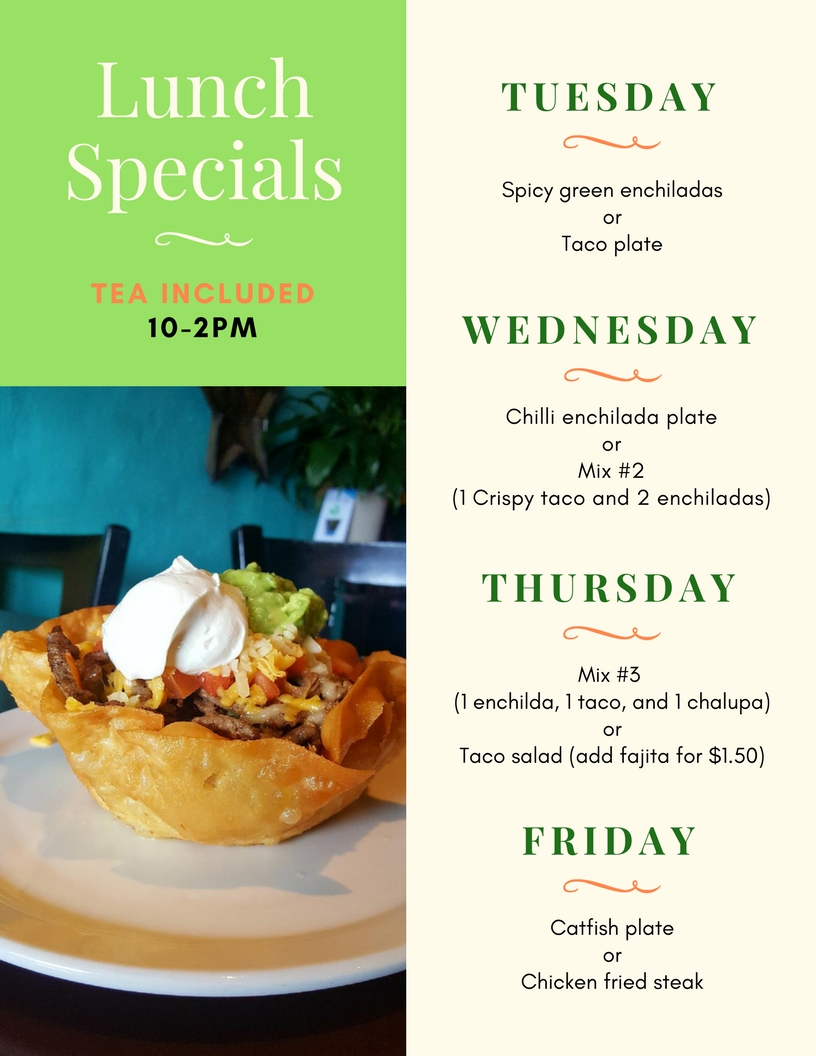 Lunch
Specials
TEA INCLUDED
10-2PM
TUESDAY
Spicy green enchiladas
or
Taco plate
WEDNESDAY
Chilli enchilada plate
or
Mix #2
(1 Crispy taco and 2 enchiladas)
THURSDAY
Mix #3
(1 enchilda, 1 taco, and 1 chalupa)
or
Taco salad (add fajita for $1.50)
FRIDAY
Catfish plate
or
Chicken fried steak